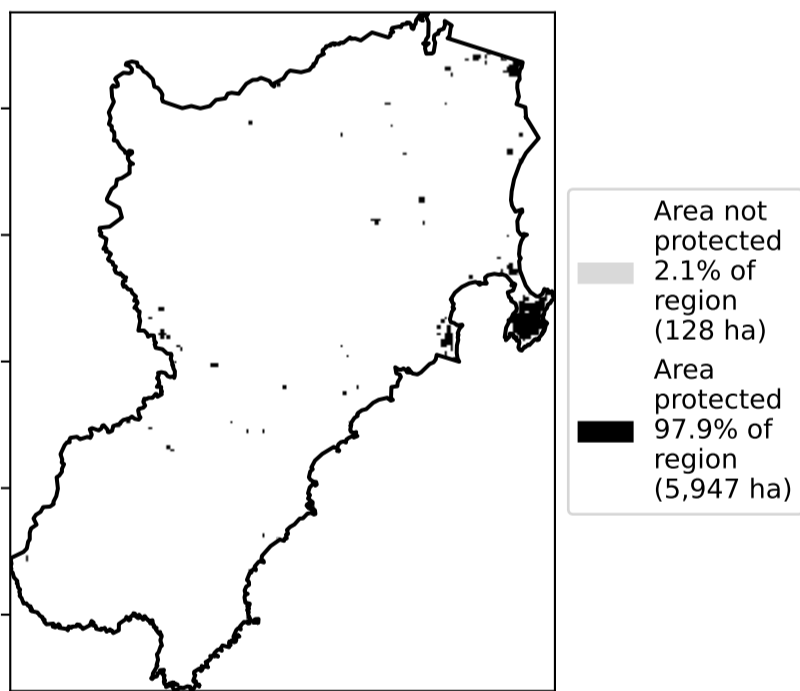 Area not
protected
2.1% of
region
(128 ha)
Area
protected
97.9% of
region
(5,947 ha)